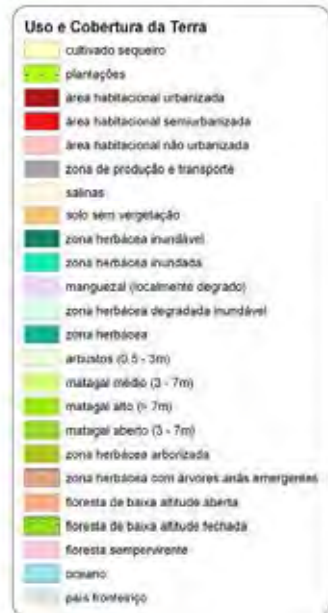 Uso e Cobertura da Terra
cultivado sequeiro
plantações
área habitacional urbanizada
área habitacional semiurbanizada
área habitacional não urbanizada
zona de produção e transporte
salinas
solo sem vergetação
zona herbácea inundável
zona herbácea inundada
manguezal (localmente degrado)
zona herbácea degradada inundável
zona herbácea
arbustos (0.5 - 3m)
matagal médio (3 - 7m)
matagal alto (> 7m)
matagal aberto (3 - 7m)
zona herbácea arborizada
zona herbácea com árvores anãs emergentes
floresta de baixa altitude aberta
floresta de baixa altitude fechada
floresta sempervirente
oceano
país fronteiriço